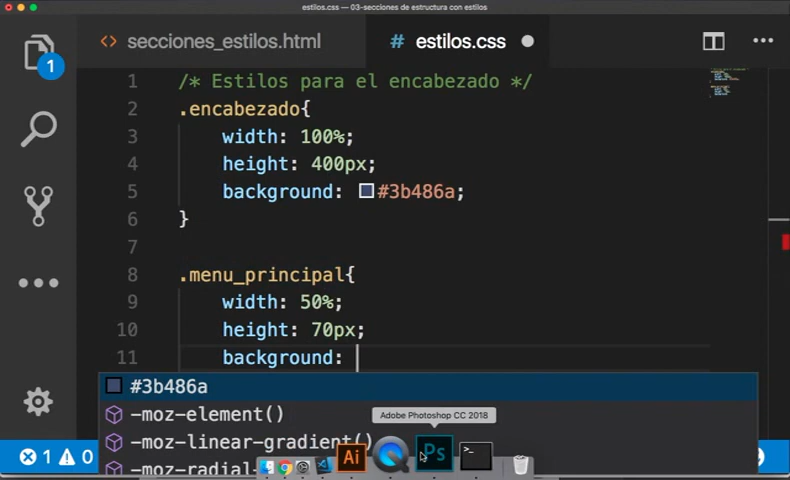 estilos.css — 03-secciones de estructura con estilos
<> secciones_estilos.html
# estilos.css
1
1 /* Estilos para el encabezado */
2 .encabezado{
3 width: 100%;
4 height: 400px;
5 background: #3b486a;
6 }
7
8 .menu_principal{
9 width: 50%;
10 height: 70px;
11 background:
#3b486a
-moz-element()
Adobe Photoshop CC 2018
-moz-linear-gradient()
-moz-radial-
1 0
Ai Ps >_